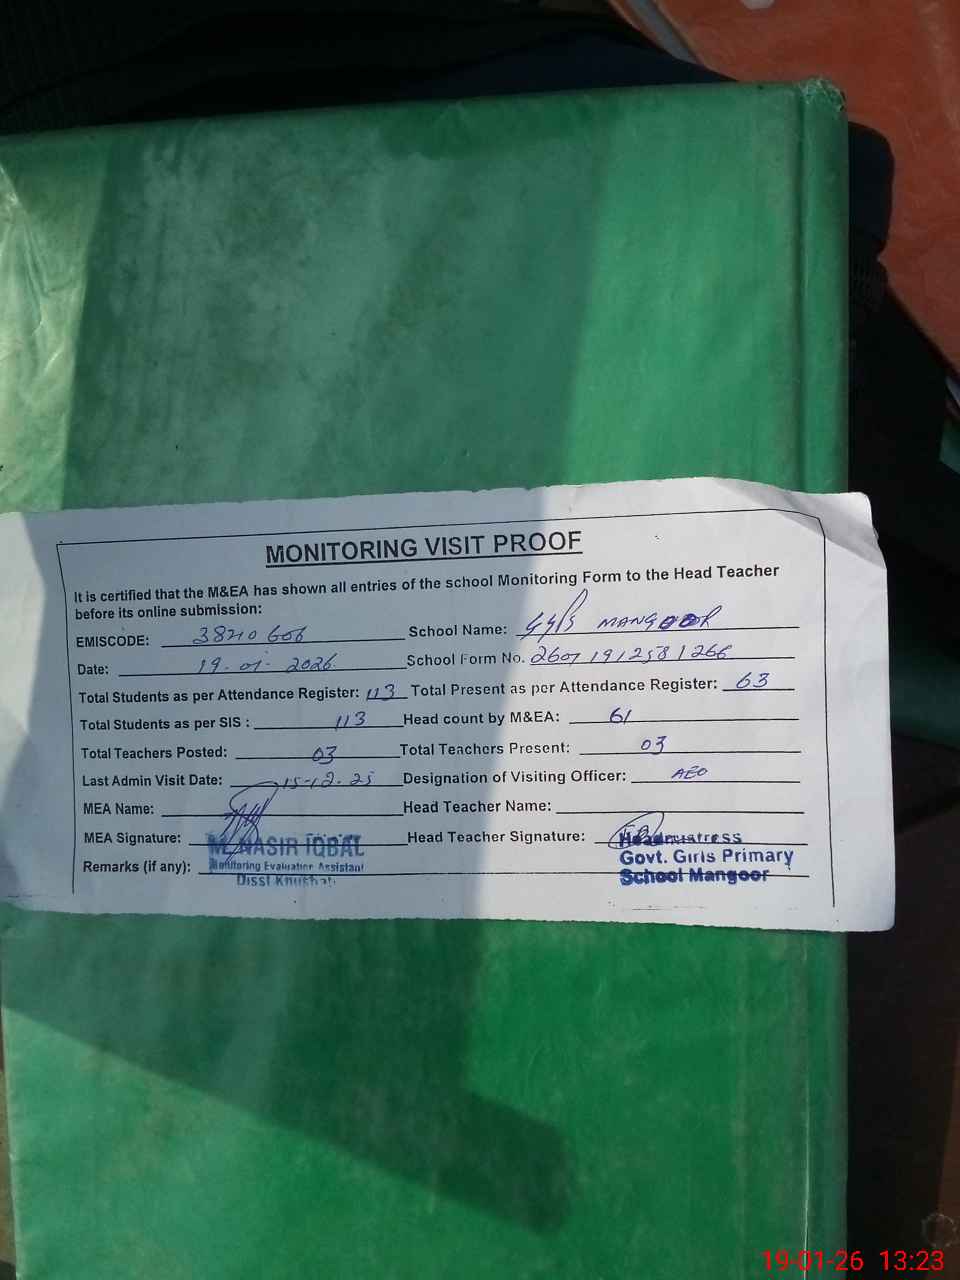 MONITORING VISIT PROOF
It is certified that the M&EA has shown all entries of the school Monitoring Form to the Head Teacher
before its online submission:
EMISCODE: 38210606 School Name: GGPS MANGOOR
Date: 19-01-2026 School Form No. 26011912581266
Total Students as per Attendance Register: 113 Total Present as per Attendance Register: 63
Total Students as per SIS : 113 Head count by M&EA: 61
Total Teachers Posted: 03 Total Teachers Present: 03
Last Admin Visit Date: 15-12-25 Designation of Visiting Officer: AEO
MEA Name: Head Teacher Name:
MEA Signature: Head Teacher Signature:
Remarks (if any):
M. NASIR IQBAL
Monitoring Evaluation Assistant
Headmistress
Govt. Girls Primary
School Mangoor
19-01-26 13:23